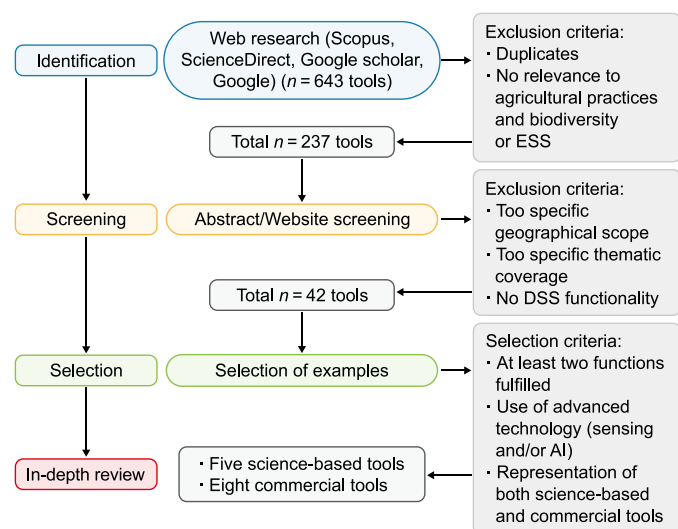 Identification
Web research (Scopus,
ScienceDirect, Google scholar,
Google) (n = 643 tools)
Exclusion criteria:
· Duplicates
· No relevance to
agricultural practices
and biodiversity
or ESS
Total n = 237 tools
Screening
Abstract/Website screening
Exclusion criteria:
· Too specific
geographical scope
· Too specific thematic
coverage
· No DSS functionality
Total n = 42 tools
Selection
Selection of examples
Selection criteria:
· At least two functions
fulfilled
· Use of advanced
technology (sensing
and/or AI)
· Representation of
both science-based
and commercial tools
In-depth review
· Five science-based tools
· Eight commercial tools